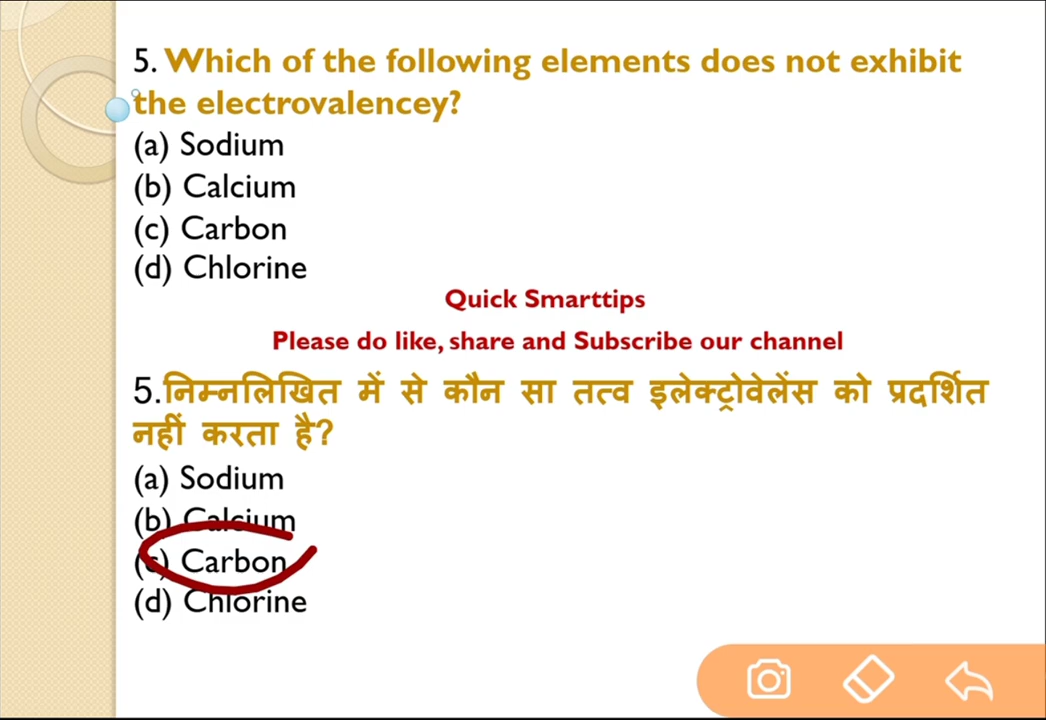 5. Which of the following elements does not exhibit
the electrovalencey?
(a) Sodium
(b) Calcium
(c) Carbon
(d) Chlorine
Quick Smarttips
Please do like, share and Subscribe our channel
5.निम्नलिखित में से कौन सा तत्व इलेक्ट्रोवेलेंस को प्रदर्शित
नहीं करता है?
(a) Sodium
(b) Calcium
(c) Carbon
(d) Chlorine